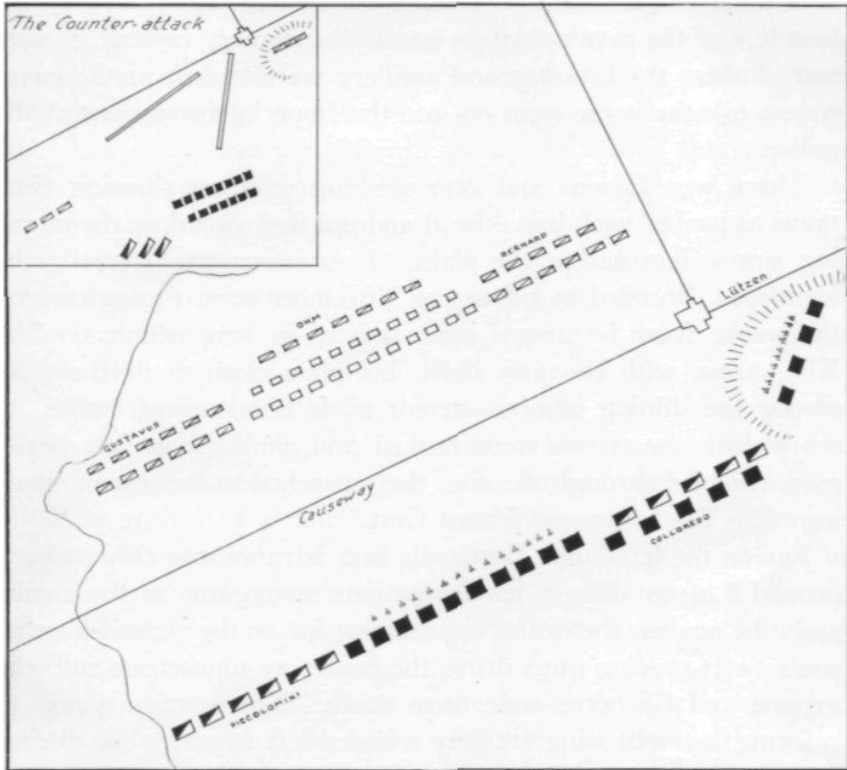 The Counter-attack
BERNARD
OHM
Lützen
GUSTAVUS
Causeway
COLLOREDO
PICCOLOMINI